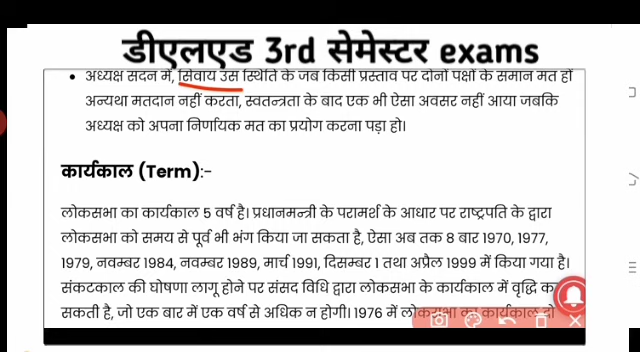 डीएलएड 3rd सेमेस्टर exams
• अध्यक्ष सदन में, सिवाय उस स्थिति के जब किसी प्रस्ताव पर दोनों पक्षों के समान मत हों
अन्यथा मतदान नहीं करता, स्वतन्त्रता के बाद एक भी ऐसा अवसर नहीं आया जबकि
अध्यक्ष को अपना निर्णायक मत का प्रयोग करना पड़ा हो।
कार्यकाल (Term):-
लोकसभा का कार्यकाल 5 वर्ष है। प्रधानमन्त्री के परामर्श के आधार पर राष्ट्रपति के द्वारा
लोकसभा को समय से पूर्व भी भंग किया जा सकता है, ऐसा अब तक 8 बार 1970, 1977,
1979, नवम्बर 1984, नवम्बर 1989, मार्च 1991, दिसम्बर 1 तथा अप्रैल 1999 में किया गया है।
संकटकाल की घोषणा लागू होने पर संसद विधि द्वारा लोकसभा के कार्यकाल में वृद्धि कर
सकती है, जो एक बार में एक वर्ष से अधिक न होगी। 1976 में लोकसभा का कार्यकाल दो